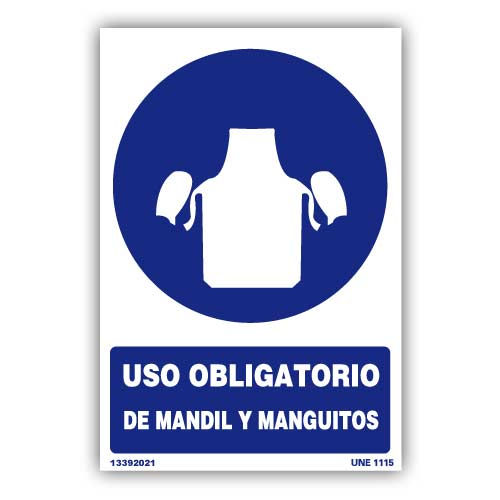 USO OBLIGATORIO
DE MANDIL Y MANGUITOS
13392021 UNE 1115